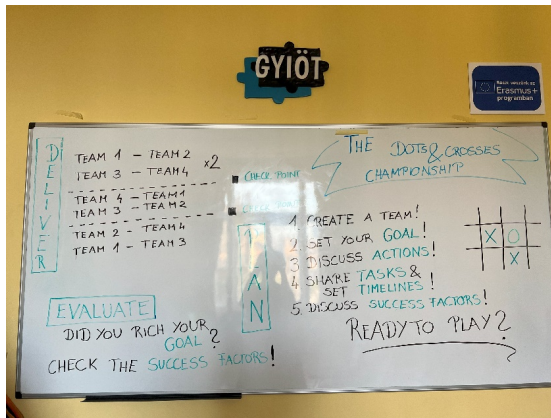 GYIÖT
Erasmus+
programban
DELIVER
TEAM 1 - TEAM 2
TEAM 3 - TEAM 4
x2
CHECK POINT
TEAM 4 - TEAM 1
TEAM 3 - TEAM 2
TEAM 2 - TEAM 4
TEAM 1 - TEAM 3
EVALUATE
DID YOU RICH YOUR
GOAL?
CHECK THE SUCCESS FACTORS!
THE DOTS & CROSSES
CHAMPIONSHIP
1. CREATE A TEAM!
2. SET YOUR GOAL!
3 DISCUSS ACTIONS!
4 SHARE TASKS &
SET TIMELINES!
5. DISCUSS SUCCESS FACTORS!
READY TO PLAY?
X O
X